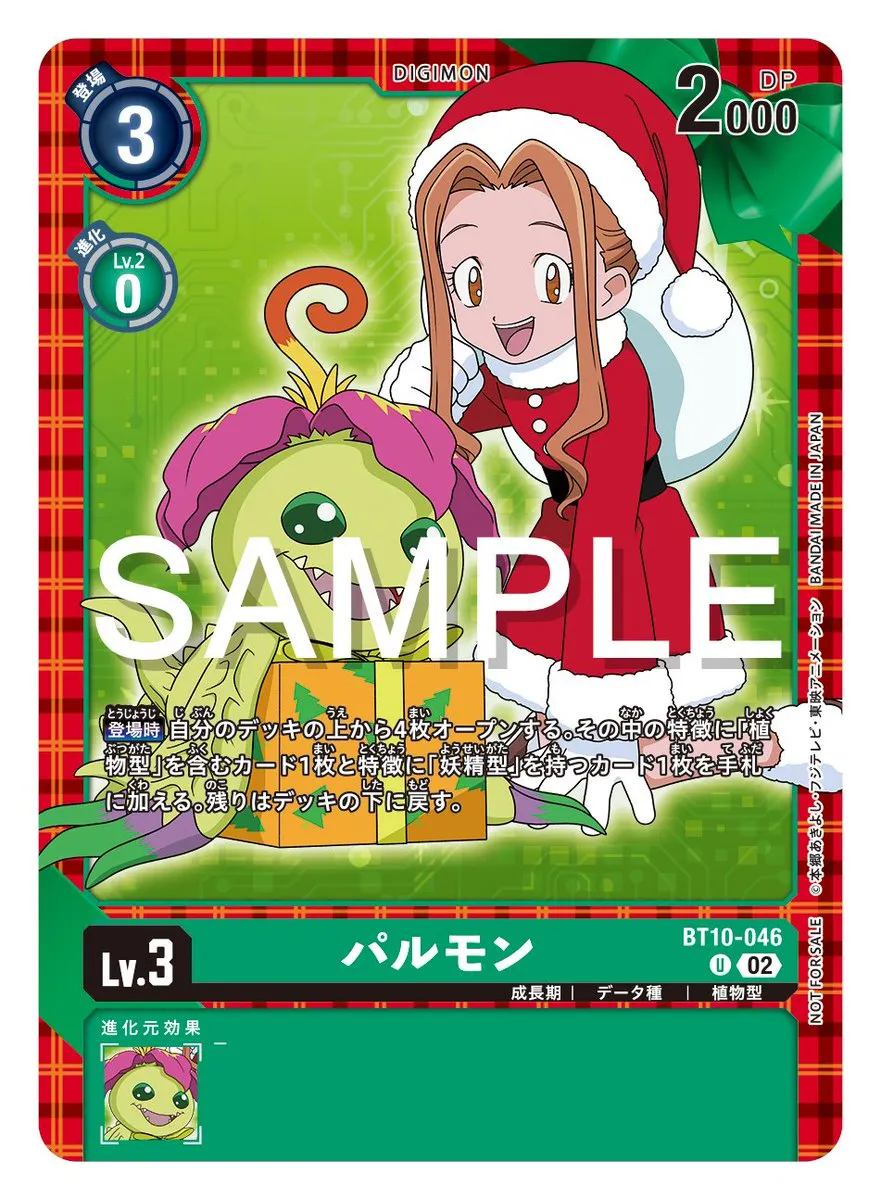 DIGIMON
登場
3
DP
2000
進化
Lv.2
0
SAMPLE
登場時 自分のデッキの上から4枚オープンする。その中の特徴に「植
物型」を含むカード1枚と特徴に「妖精型」を持つカード1枚を手札
に加える。残りはデッキの下に戻す。
©本郷あきよし・フジテレビ・東映アニメーション BANDAI MADE IN JAPAN
NOT FOR SALE
Lv.3
パルモン
BT10-046
U 02
成長期 | データ種 | 植物型
進化元効果
–